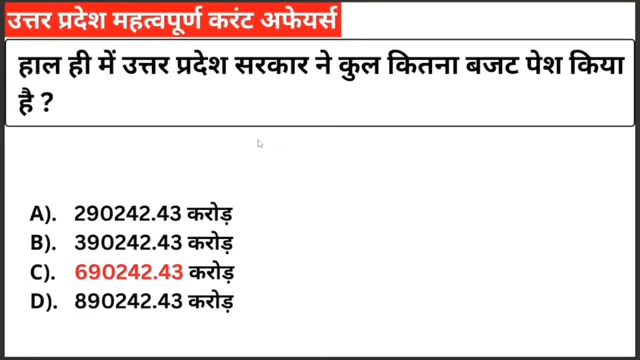 उत्तर प्रदेश महत्वपूर्ण करंट अफेयर्स
हाल ही में उत्तर प्रदेश सरकार ने कुल कितना बजट पेश किया
है ?
A). 290242.43 करोड़
B). 390242.43 करोड़
C). 690242.43 करोड़
D). 890242.43 करोड़